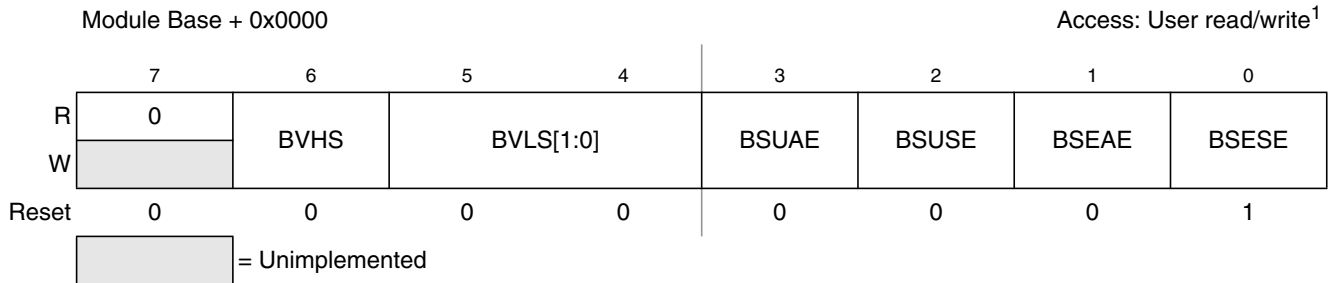 Module Base + 0x0000 Access: User read/write1
7 6 5 4 3 2 1 0
R 0 BVHS BVLS[1:0] BSUAE BSUSE BSEAE BSESE
W
Reset 0 0 0 0 0 0 0 1
= Unimplemented